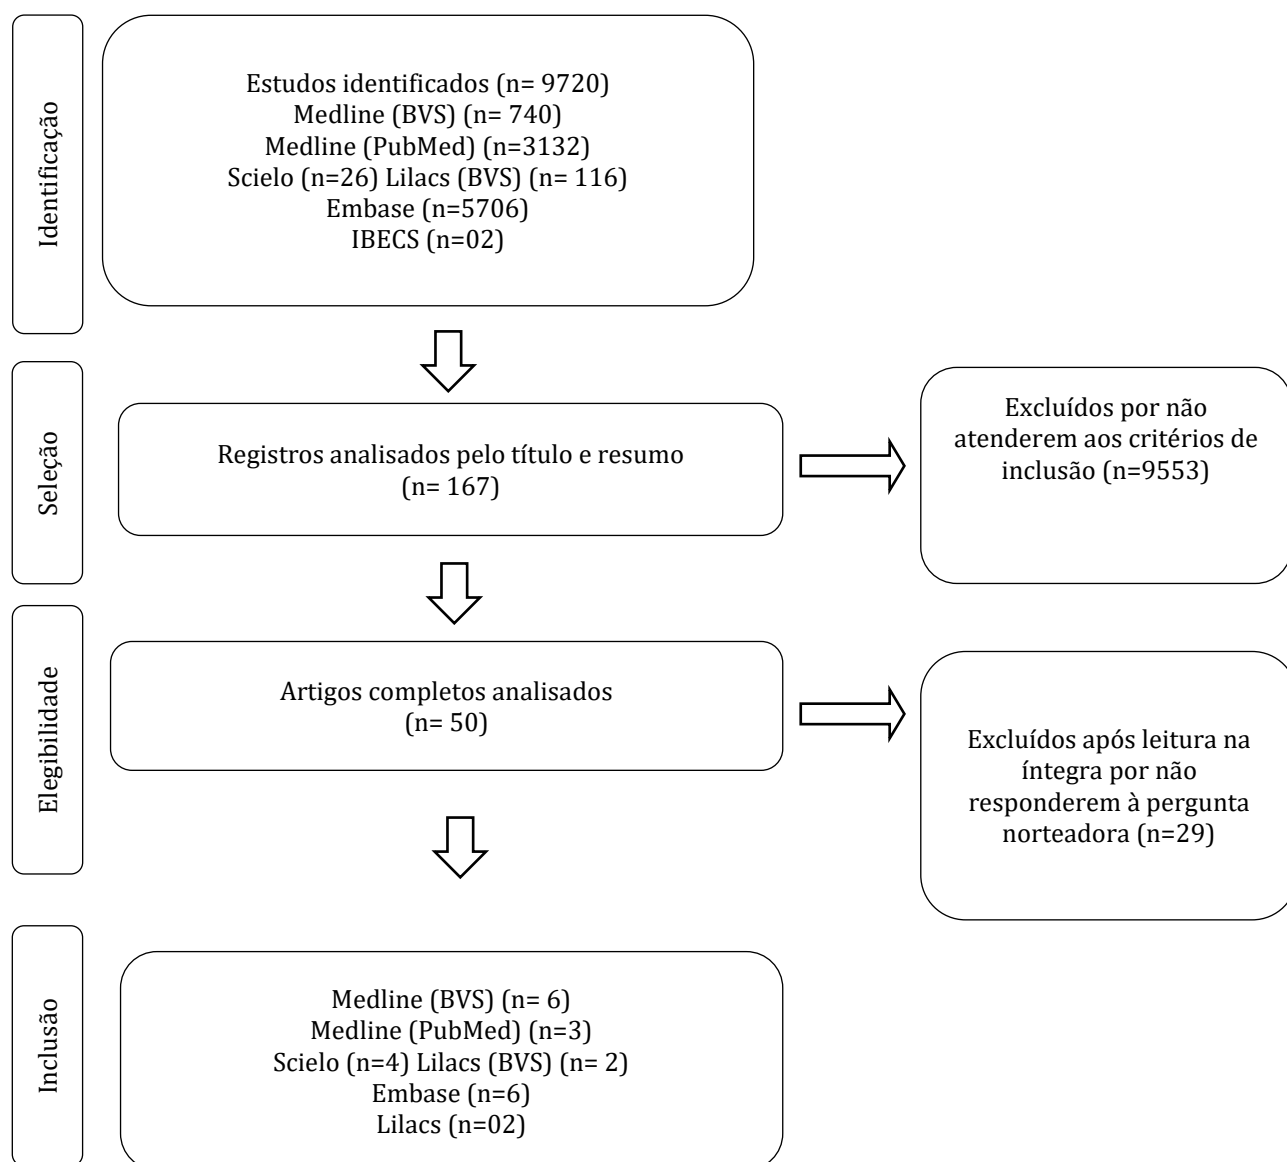 Identificação
Estudos identificados (n= 9720)
Medline (BVS) (n= 740)
Medline (PubMed) (n=3132)
Scielo (n=26) Lilacs (BVS) (n= 116)
Embase (n=5706)
IBECS (n=02)
Seleção
Registros analisados pelo título e resumo
(n= 167)
Excluídos por não
atenderem aos critérios de
inclusão (n=9553)
Elegibilidade
Artigos completos analisados
(n= 50)
Excluídos após leitura na
íntegra por não
responderem à pergunta
norteadora (n=29)
Inclusão
Medline (BVS) (n= 6)
Medline (PubMed) (n=3)
Scielo (n=4) Lilacs (BVS) (n= 2)
Embase (n=6)
Lilacs (n=02)